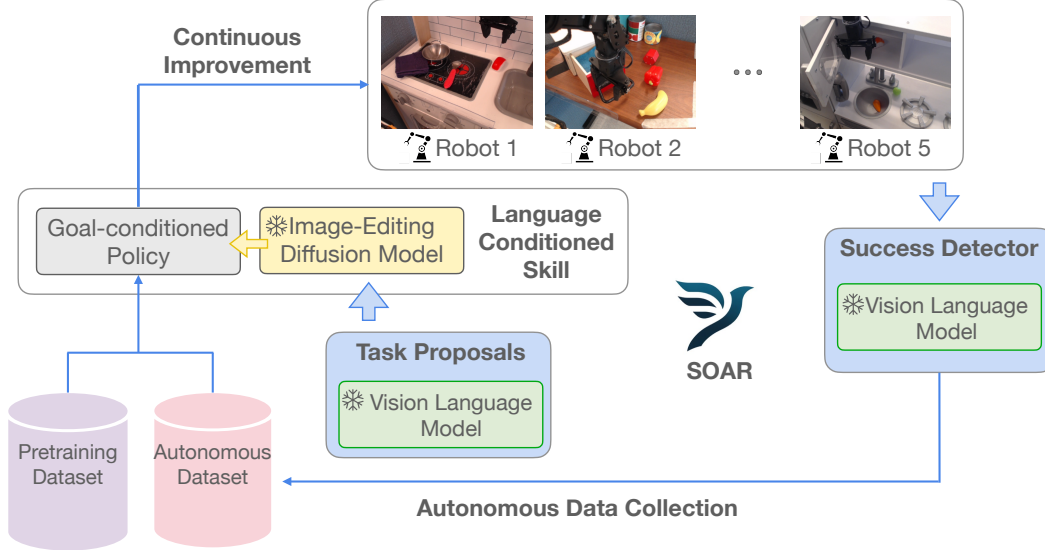 Continuous
Improvement
Robot 1
Robot 2
Robot 5
Goal-conditioned
Policy
Image-Editing
Diffusion Model
Language
Conditioned
Skill
Success Detector
Vision Language
Model
Task Proposals
Vision Language
Model
SOAR
Pretraining
Dataset
Autonomous
Dataset
Autonomous Data Collection